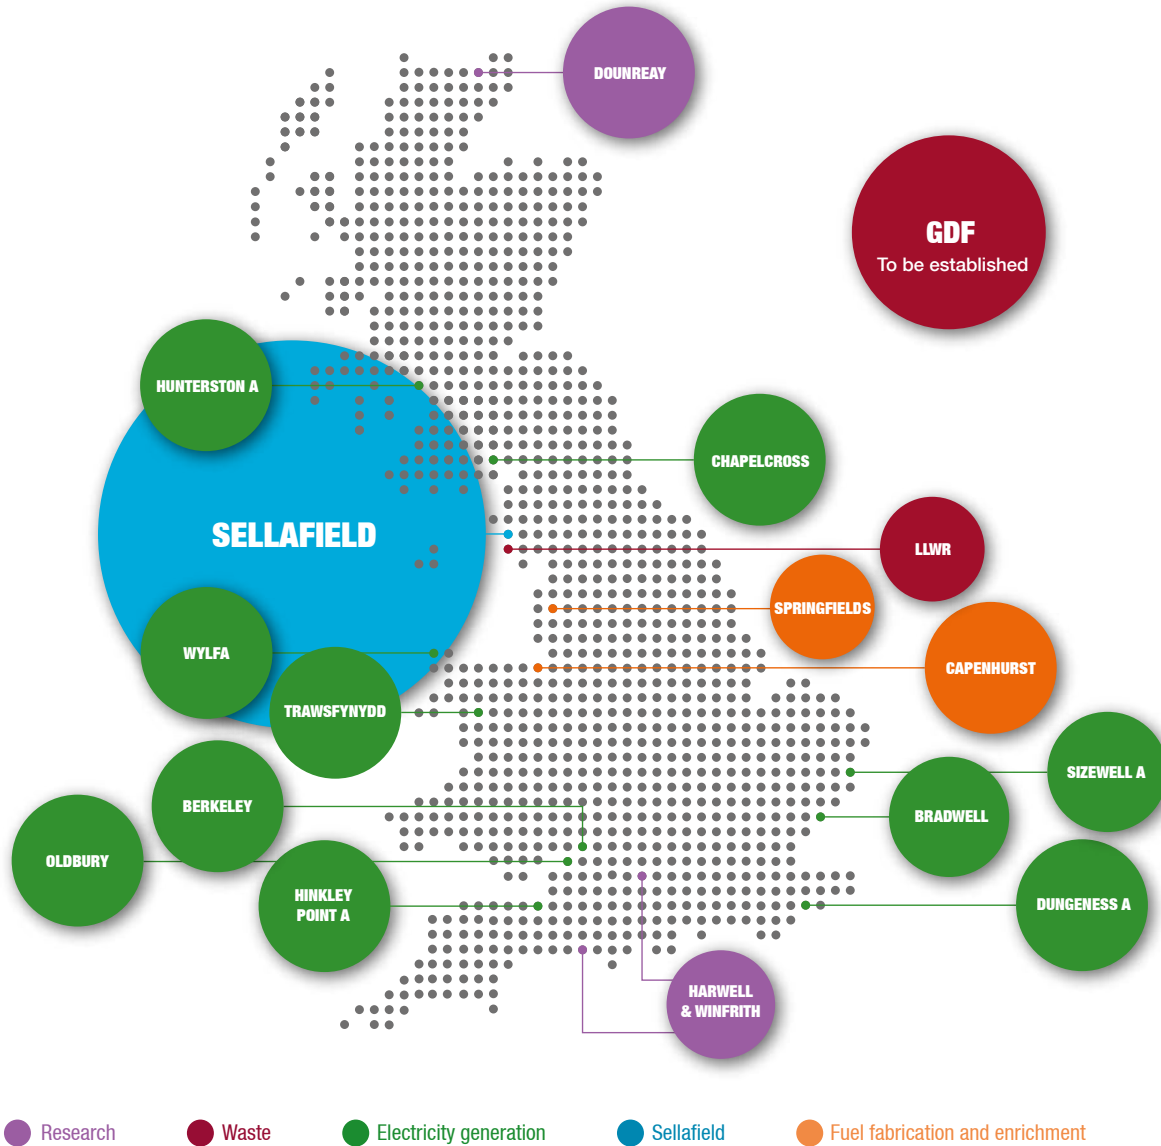 DOUNREAY
GDF
To be established
HUNTERSTON A
CHAPELCROSS
SELLAFIELD
LLWR
SPRINGFIELDS
WYLFA
CAPENHURST
TRAWSFYNYDD
SIZEWELL A
BERKELEY
BRADWELL
OLDBURY
HINKLEY
POINT A
DUNGENESS A
HARWELL
& WINFRITH
Research
Waste
Electricity generation
Sellafield
Fuel fabrication and enrichment